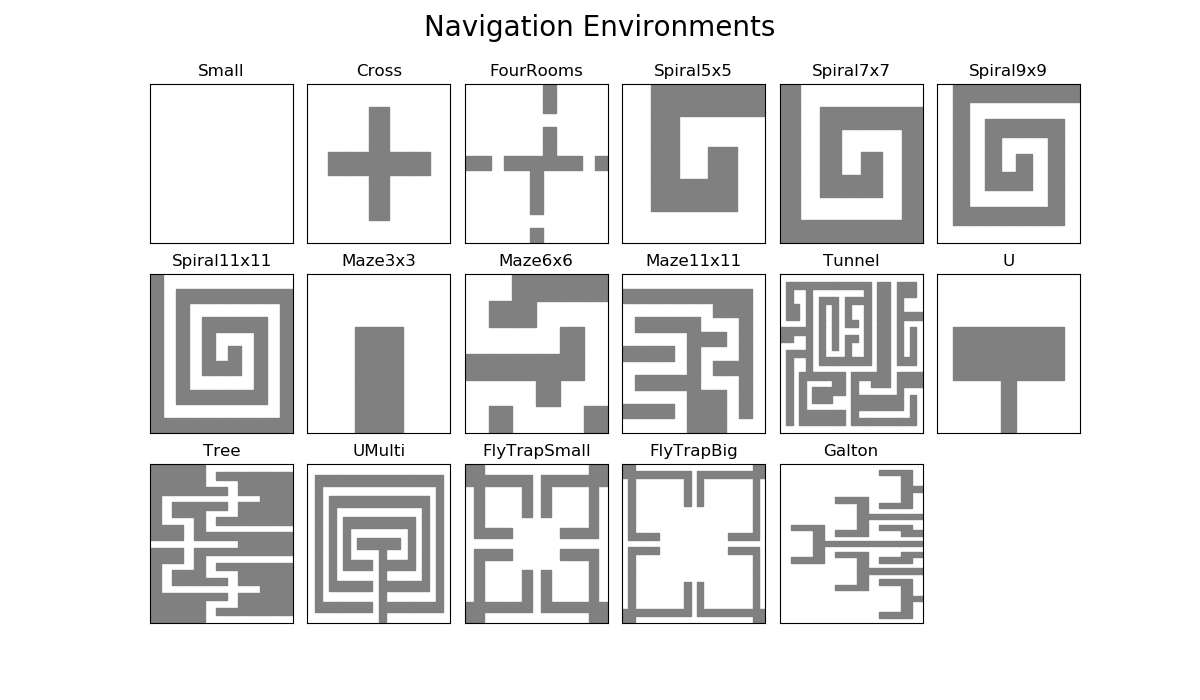 Navigation Environments
Small
Cross
FourRooms
Spiral5x5
Spiral7x7
Spiral9x9
Spiral11x11
Maze3x3
Maze6x6
Maze11x11
Tunnel
U
Tree
UMulti
FlyTrapSmall
FlyTrapBig
Galton